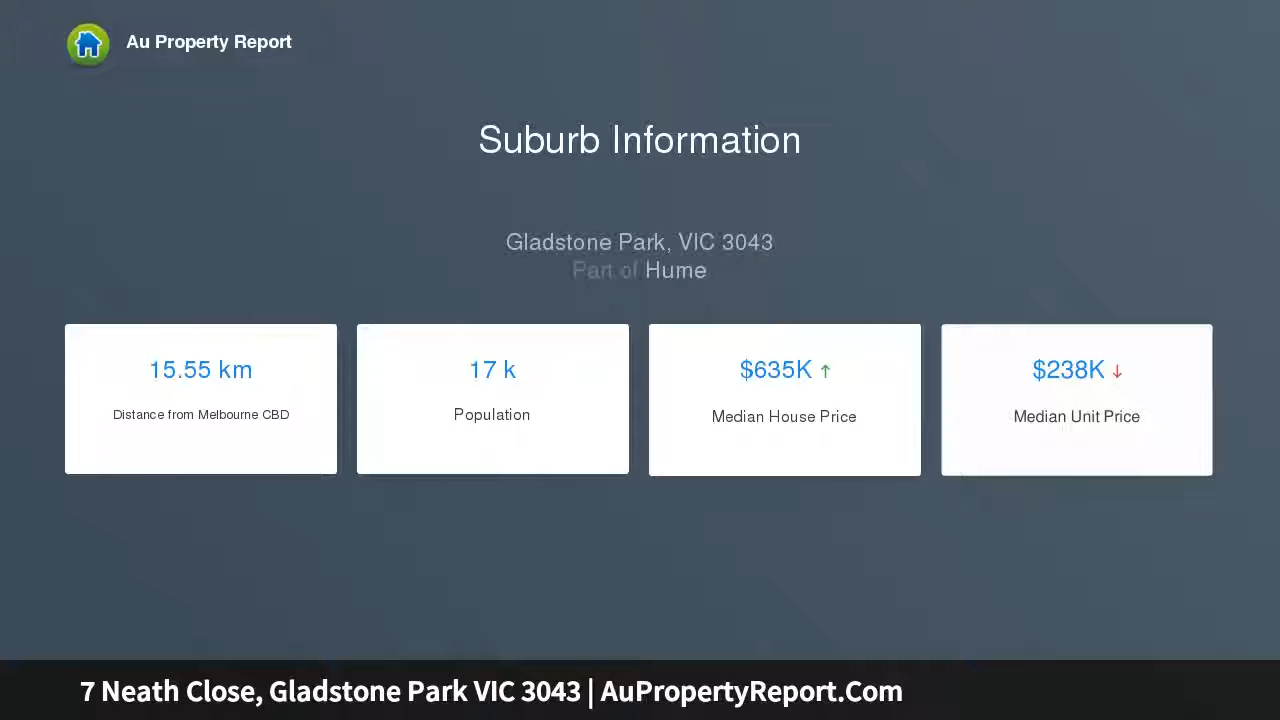 Au Property Report
Suburb Information
Gladstone Park, VIC 3043
Part of Hume
15.55 km
Distance from Melbourne CBD
17 k
Population
$635K ↑
Median House Price
$238K ↓
Median Unit Price
7 Neath Close, Gladstone Park VIC 3043 | AuPropertyReport.Com